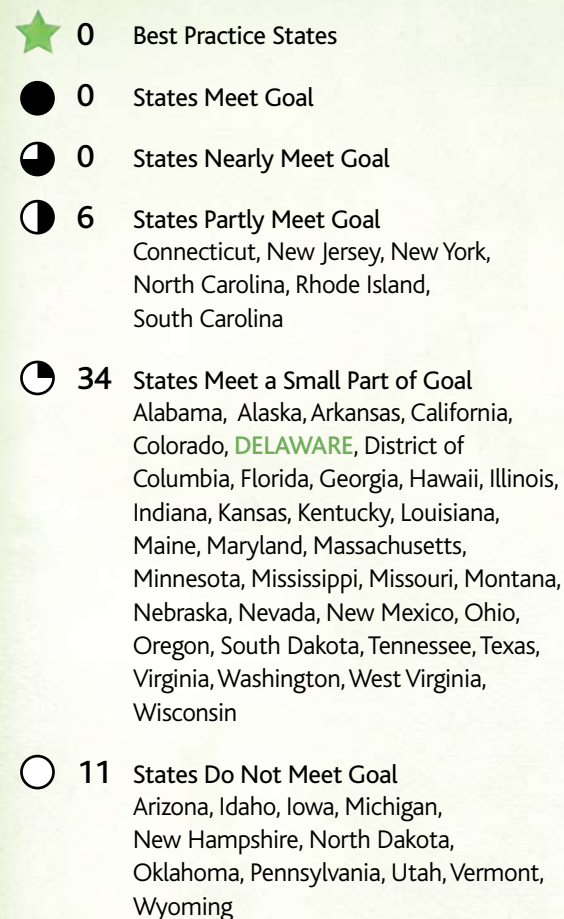 0 Best Practice States
0 States Meet Goal
0 States Nearly Meet Goal
6 States Partly Meet Goal
Connecticut, New Jersey, New York,
North Carolina, Rhode Island,
South Carolina
34 States Meet a Small Part of Goal
Alabama, Alaska, Arkansas, California,
Colorado, DELAWARE, District of
Columbia, Florida, Georgia, Hawaii, Illinois,
Indiana, Kansas, Kentucky, Louisiana,
Maine, Maryland, Massachusetts,
Minnesota, Mississippi, Missouri, Montana,
Nebraska, Nevada, New Mexico, Ohio,
Oregon, South Dakota, Tennessee, Texas,
Virginia, Washington, West Virginia,
Wisconsin
11 States Do Not Meet Goal
Arizona, Idaho, Iowa, Michigan,
New Hampshire, North Dakota,
Oklahoma, Pennsylvania, Utah, Vermont,
Wyoming